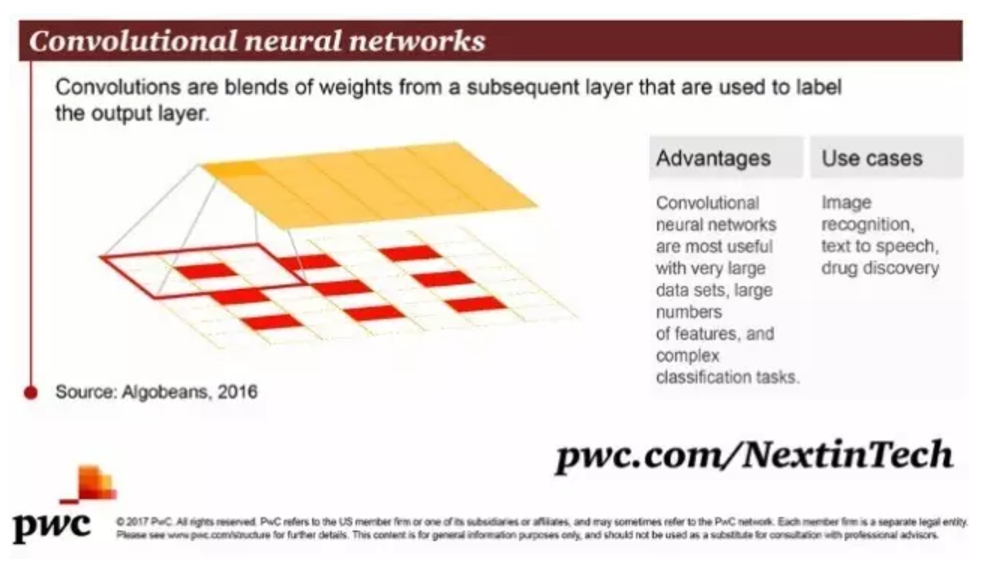 Convolutional neural networks
Convolutions are blends of weights from a subsequent layer that are used to label
the output layer.
Advantages
Convolutional
neural networks
are most useful
with very large
data sets, large
numbers
of features, and
complex
classification tasks.
Use cases
Image
recognition,
text to speech,
drug discovery
Source: Algobeans, 2016
pwc.com/NextinTech
pwc
© 2017 PwC. All rights reserved. PwC refers to the US member firm or one of its subsidiaries or affiliates, and may sometimes refer to the PwC network. Each member firm is a separate legal entity.
Please see www.pwc.com/structure for further details. This content is for general information purposes only, and should not be used as a substitute for consultation with professional advisors.